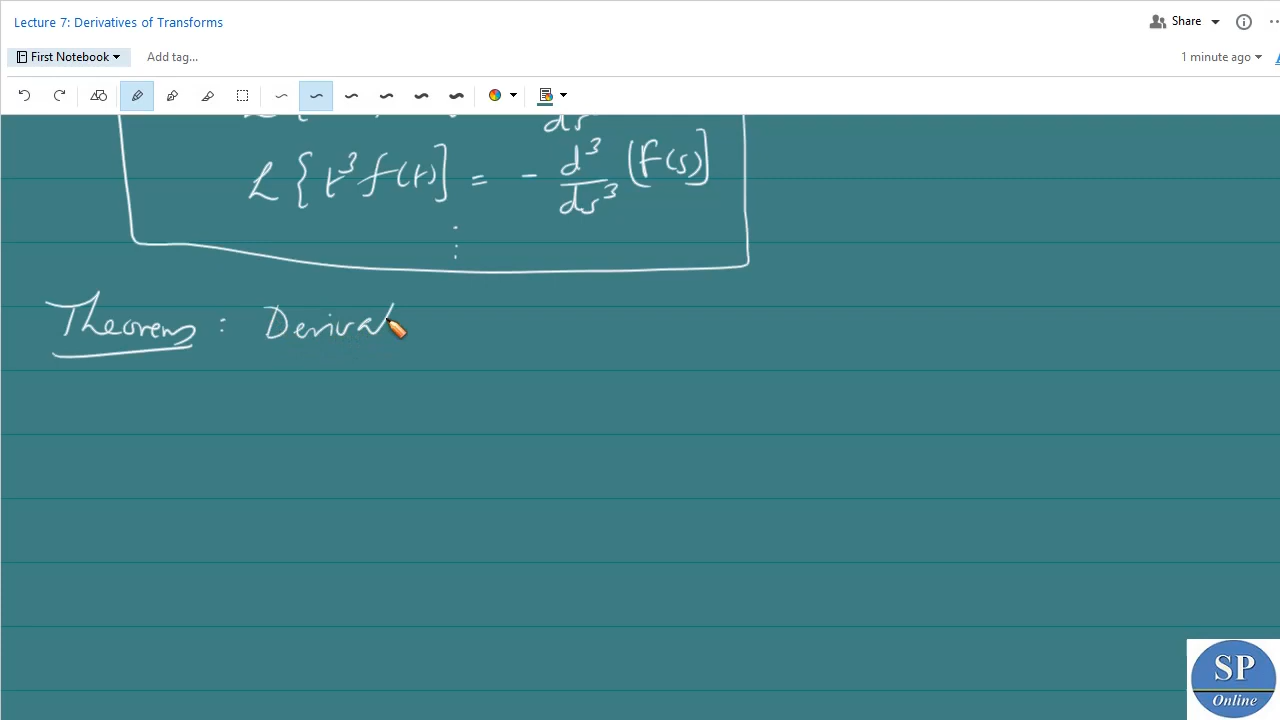 Lecture 7: Derivatives of Transforms
Share
First Notebook
Add tag...
1 minute ago
ds
L{t³f(t)} = - d³/ds³ (F(s))
⋮
Theorem : Derivat
SP
Online